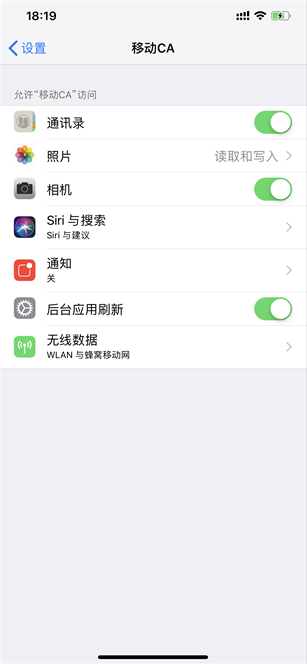 18:19
设置
移动CA
允许“移动CA”访问
通讯录
照片
读取和写入
相机
Siri 与搜索
Siri 与建议
通知
关
后台应用刷新
无线数据
WLAN 与蜂窝移动网